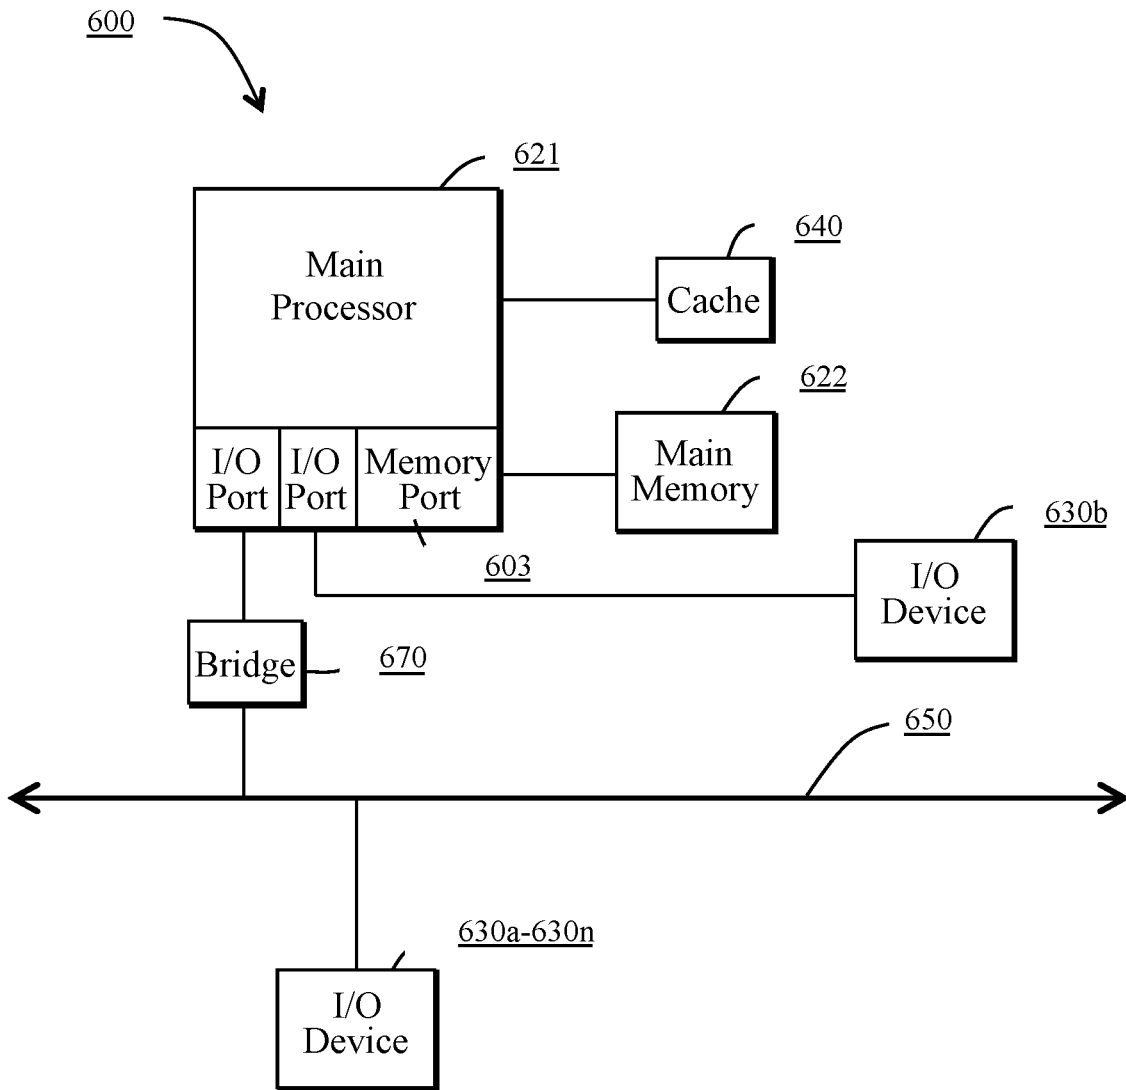 600
621
Main
Processor
640
Cache
622
Main
Memory
I/O
Port
I/O
Port
Memory
Port
603
630b
I/O
Device
Bridge
670
650
630a-630n
I/O
Device